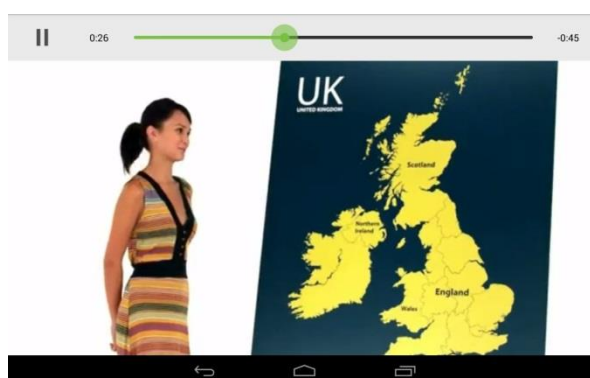 0:26
-0:45
UK
UNITED KINGDOM
Scotland
Northern
Ireland
England
Wales